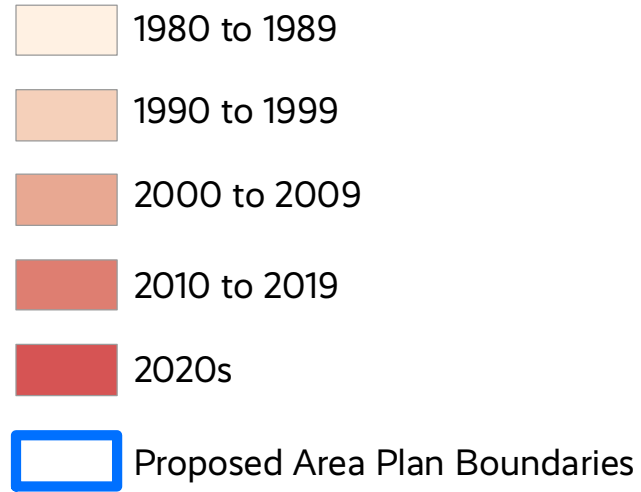 1980 to 1989
1990 to 1999
2000 to 2009
2010 to 2019
2020s
Proposed Area Plan Boundaries